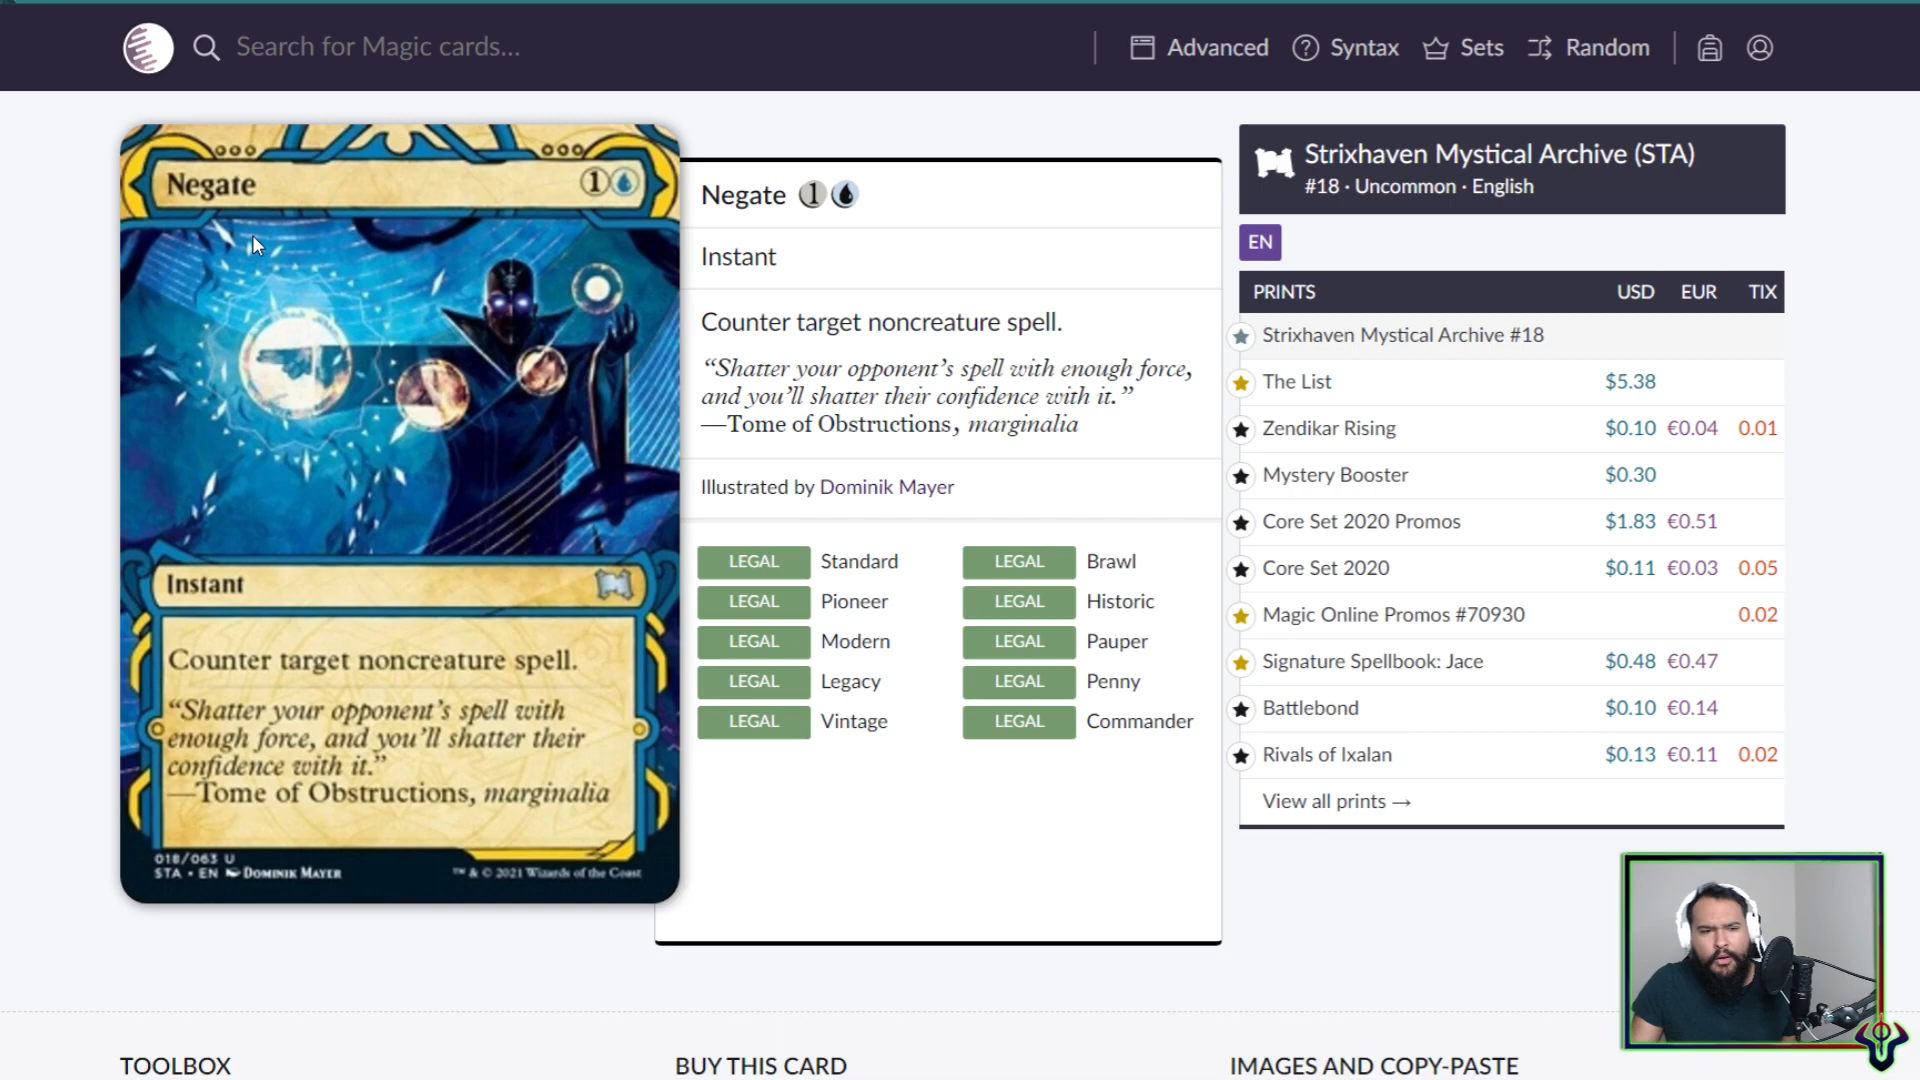 Search for Magic cards...
Advanced
Syntax
Sets
Random
Negate 1
Instant
Counter target noncreature spell.
“Shatter your opponent’s spell with
enough force, and you’ll shatter their
confidence with it.”
—Tome of Obstructions, marginalia
018/063 U
STA • EN DOMINIK MAYER
™ & © 2021 Wizards of the Coast
Negate 1
Instant
Counter target noncreature spell.
“Shatter your opponent’s spell with enough force,
and you’ll shatter their confidence with it.”
—Tome of Obstructions, marginalia
Illustrated by Dominik Mayer
LEGAL Standard LEGAL Brawl
LEGAL Pioneer LEGAL Historic
LEGAL Modern LEGAL Pauper
LEGAL Legacy LEGAL Penny
LEGAL Vintage LEGAL Commander
Strixhaven Mystical Archive (STA)
#18 · Uncommon · English
EN
PRINTS USD EUR TIX
Strixhaven Mystical Archive #18
The List $5.38
Zendikar Rising $0.10 €0.04 0.01
Mystery Booster $0.30
Core Set 2020 Promos $1.83 €0.51
Core Set 2020 $0.11 €0.03 0.05
Magic Online Promos #70930 0.02
Signature Spellbook: Jace $0.48 €0.47
Battlebond $0.10 €0.14
Rivals of Ixalan $0.13 €0.11 0.02
View all prints →
TOOLBOX
BUY THIS CARD
IMAGES AND COPY-PASTE